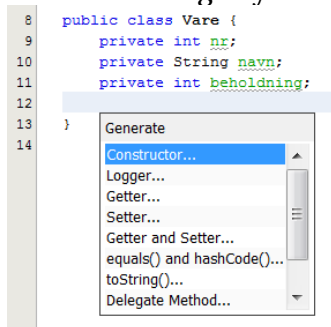 8 public class Vare {
9 private int nr;
10 private String navn;
11 private int beholdning;
12
13 }
14
Generate
Constructor...
Logger...
Getter...
Setter...
Getter and Setter...
equals() and hashCode()...
toString()...
Delegate Method...